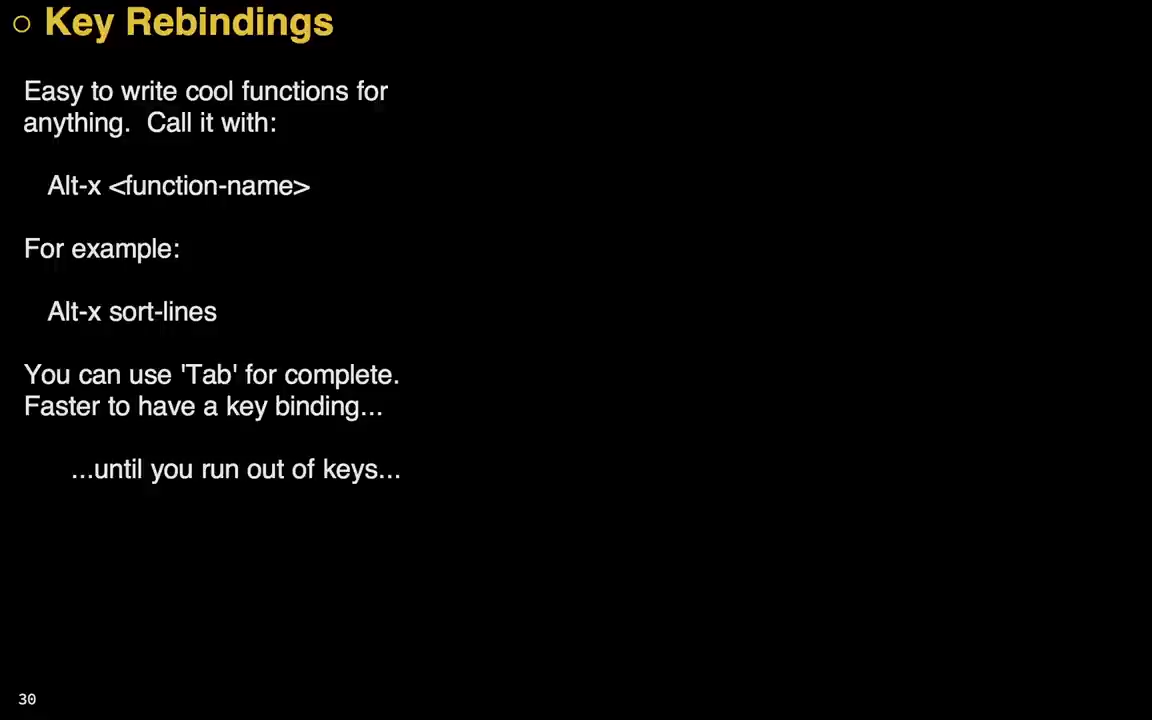 ○ Key Rebindings
Easy to write cool functions for
anything.  Call it with:
Alt-x <function-name>
For example:
Alt-x sort-lines
You can use 'Tab' for complete.
Faster to have a key binding...
...until you run out of keys...
30